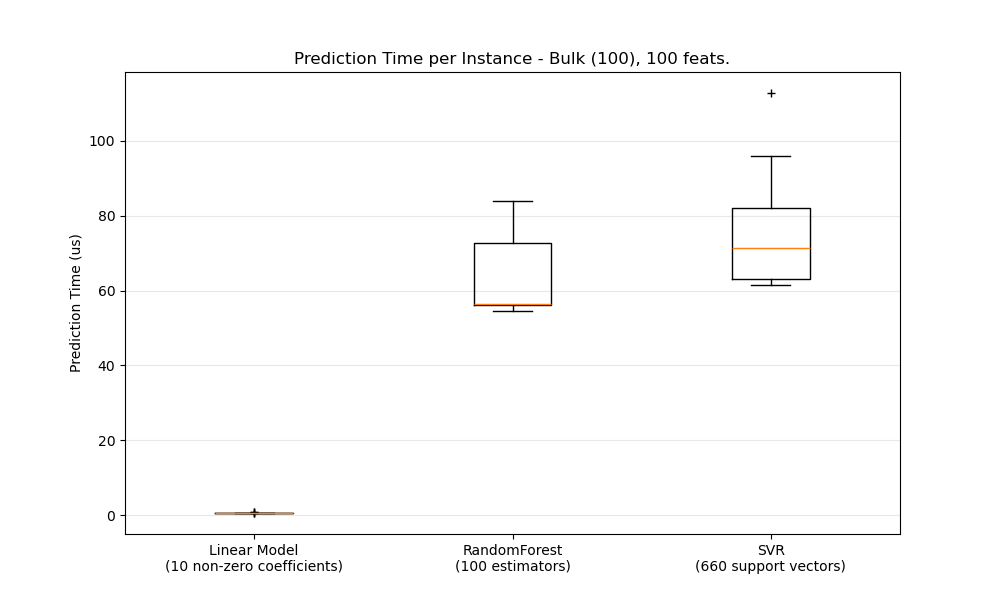 Prediction Time per Instance - Bulk (100), 100 feats.
Prediction Time (us)
100
80
60
40
20
0
Linear Model
(10 non-zero coefficients)
RandomForest
(100 estimators)
SVR
(660 support vectors)